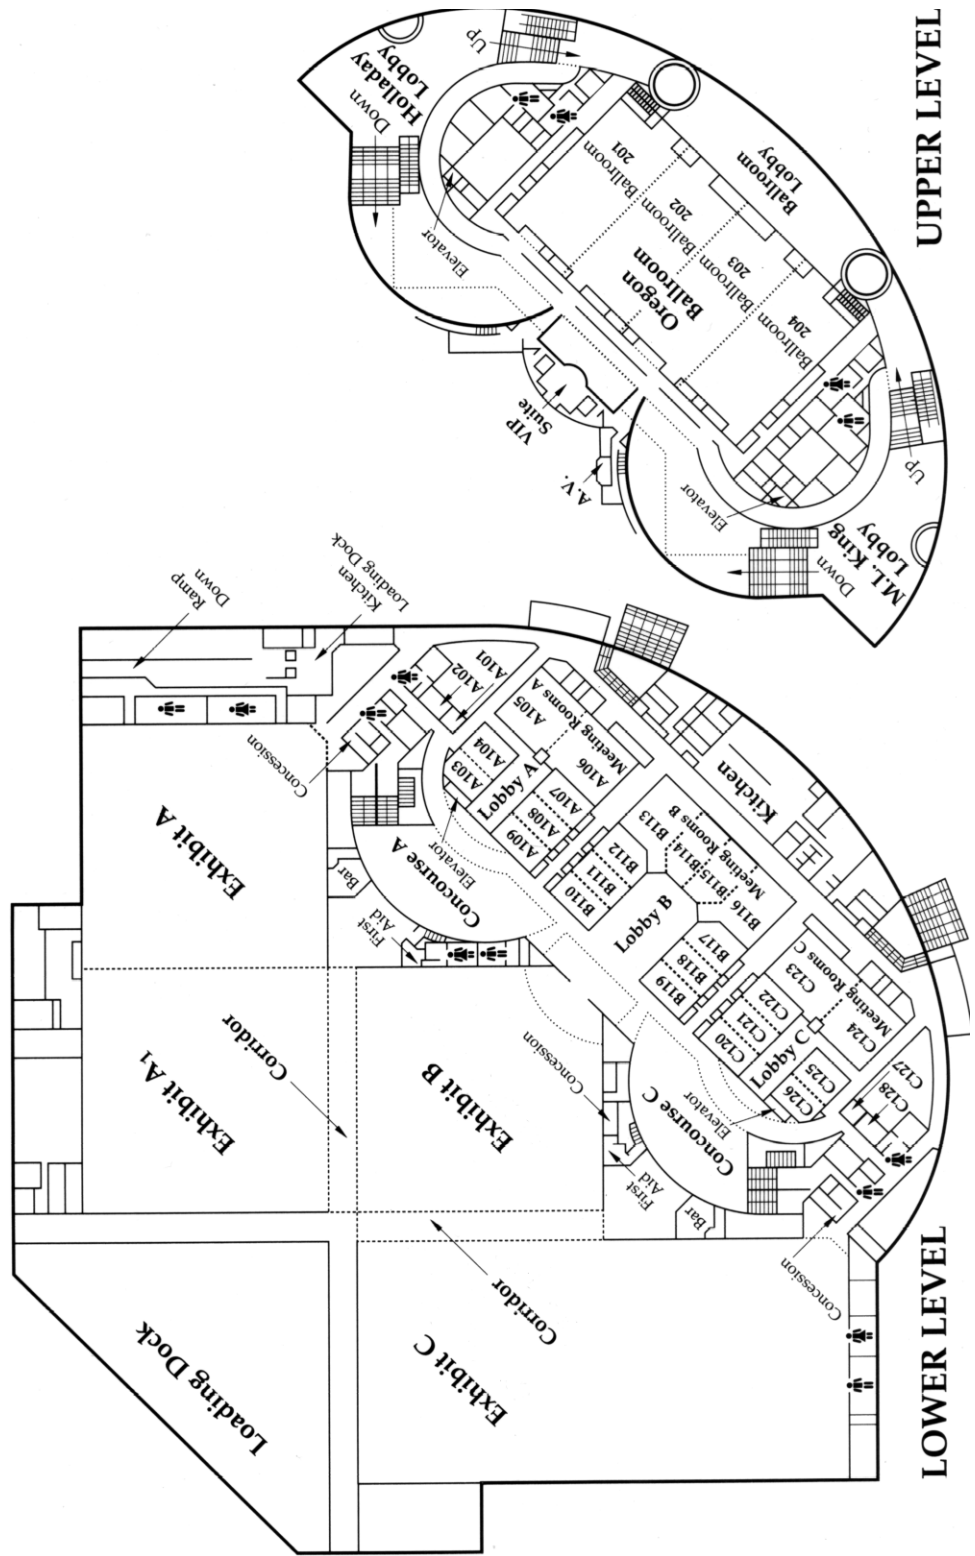 UPPER LEVEL
Up
Holladay
Lobby
Down
Elevator
Ballroom
201
Ballroom
202
Ballroom
203
Ballroom
204
Oregon
Ballroom
Ballroom
Lobby
VIP
Suite
A.V.
Elevator
Up
M.L. King
Lobby
Down
LOWER LEVEL
Ramp
Down
Kitchen
Loading Dock
Concession
Exhibit A
Bar
First
Aid
Concourse A
Elevator
A101
A102
A103
A104
Lobby A
A105
Meeting Rooms A
A106
A107
A108
A109
B110
B111
B112
B113
B114
B115
B116
Meeting Rooms B
Lobby B
B117
B118
B119
Kitchen
C120
C121
C122
C123
Meeting Rooms C
C124
Lobby C
C125
C126
C127
C128
Elevator
Concourse C
Concession
First
Aid
Bar
Concession
Exhibit A1
Corridor
Exhibit B
Corridor
Exhibit C
Loading Dock